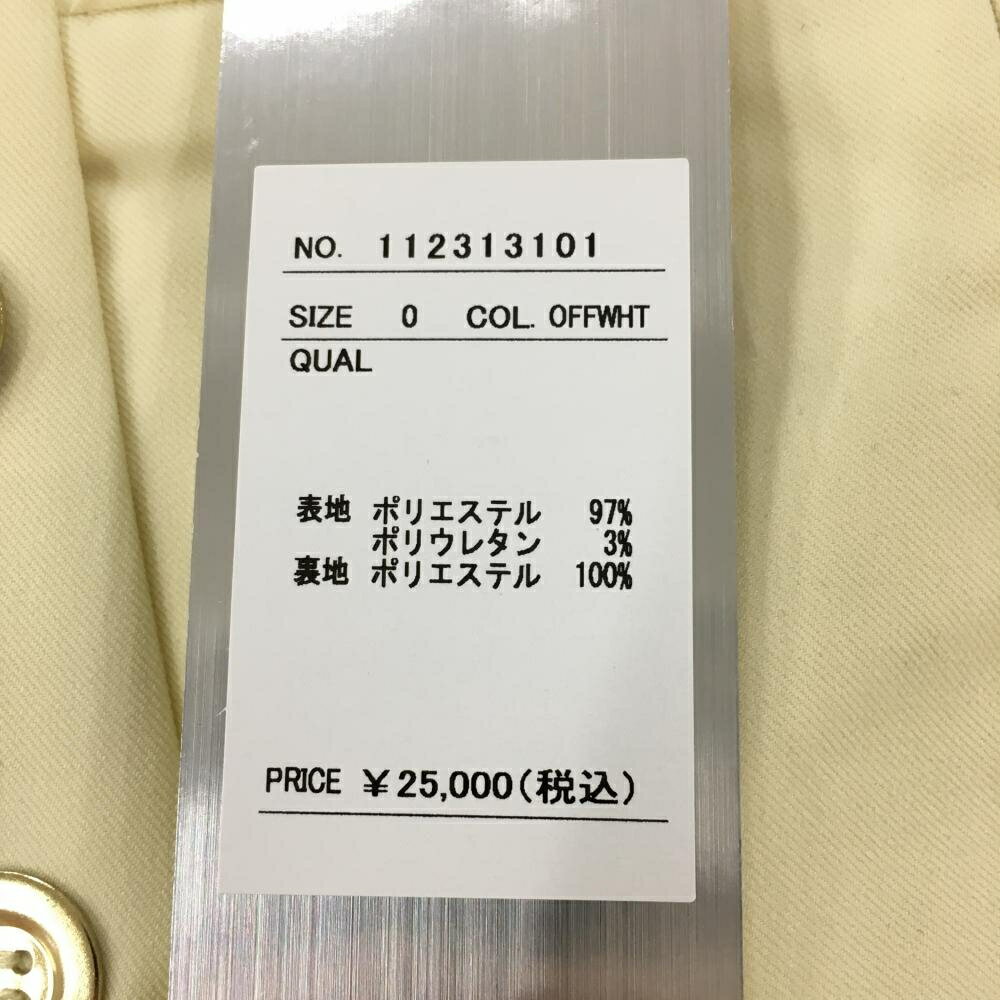 NO. 112313101
SIZE 0 COL. OFFWHT
QUAL
表地 ポリエステル 97%
ポリウレタン 3%
裏地 ポリエステル 100%
PRICE ¥25,000(税込)